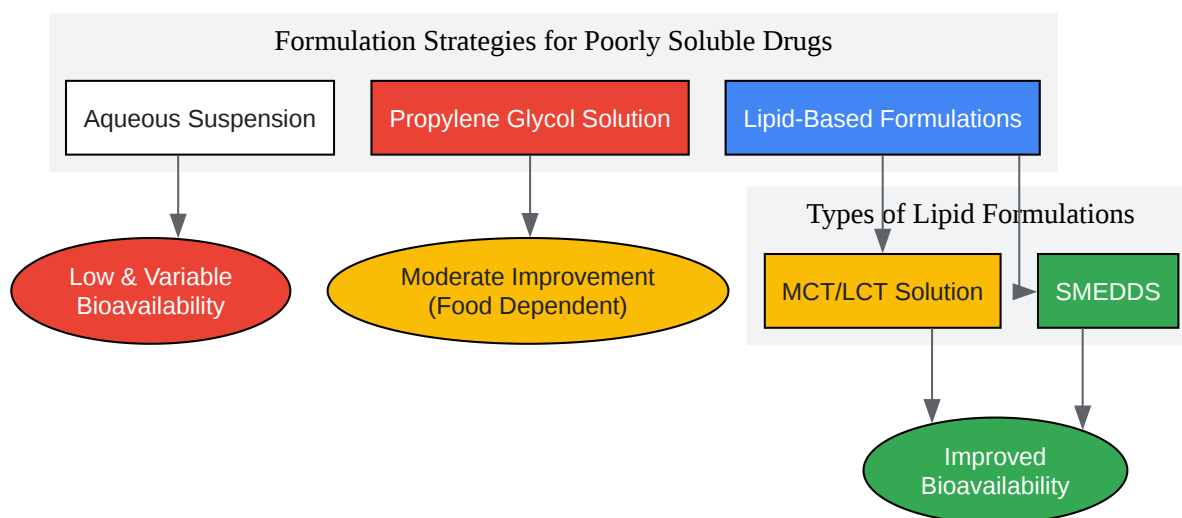 Formulation Strategies for Poorly Soluble Drugs
Aqueous Suspension
Propylene Glycol Solution
Lipid-Based Formulations
Types of Lipid Formulations
Low & Variable
Bioavailability
Moderate Improvement
(Food Dependent)
MCT/LCT Solution
SMEDDS
Improved
Bioavailability